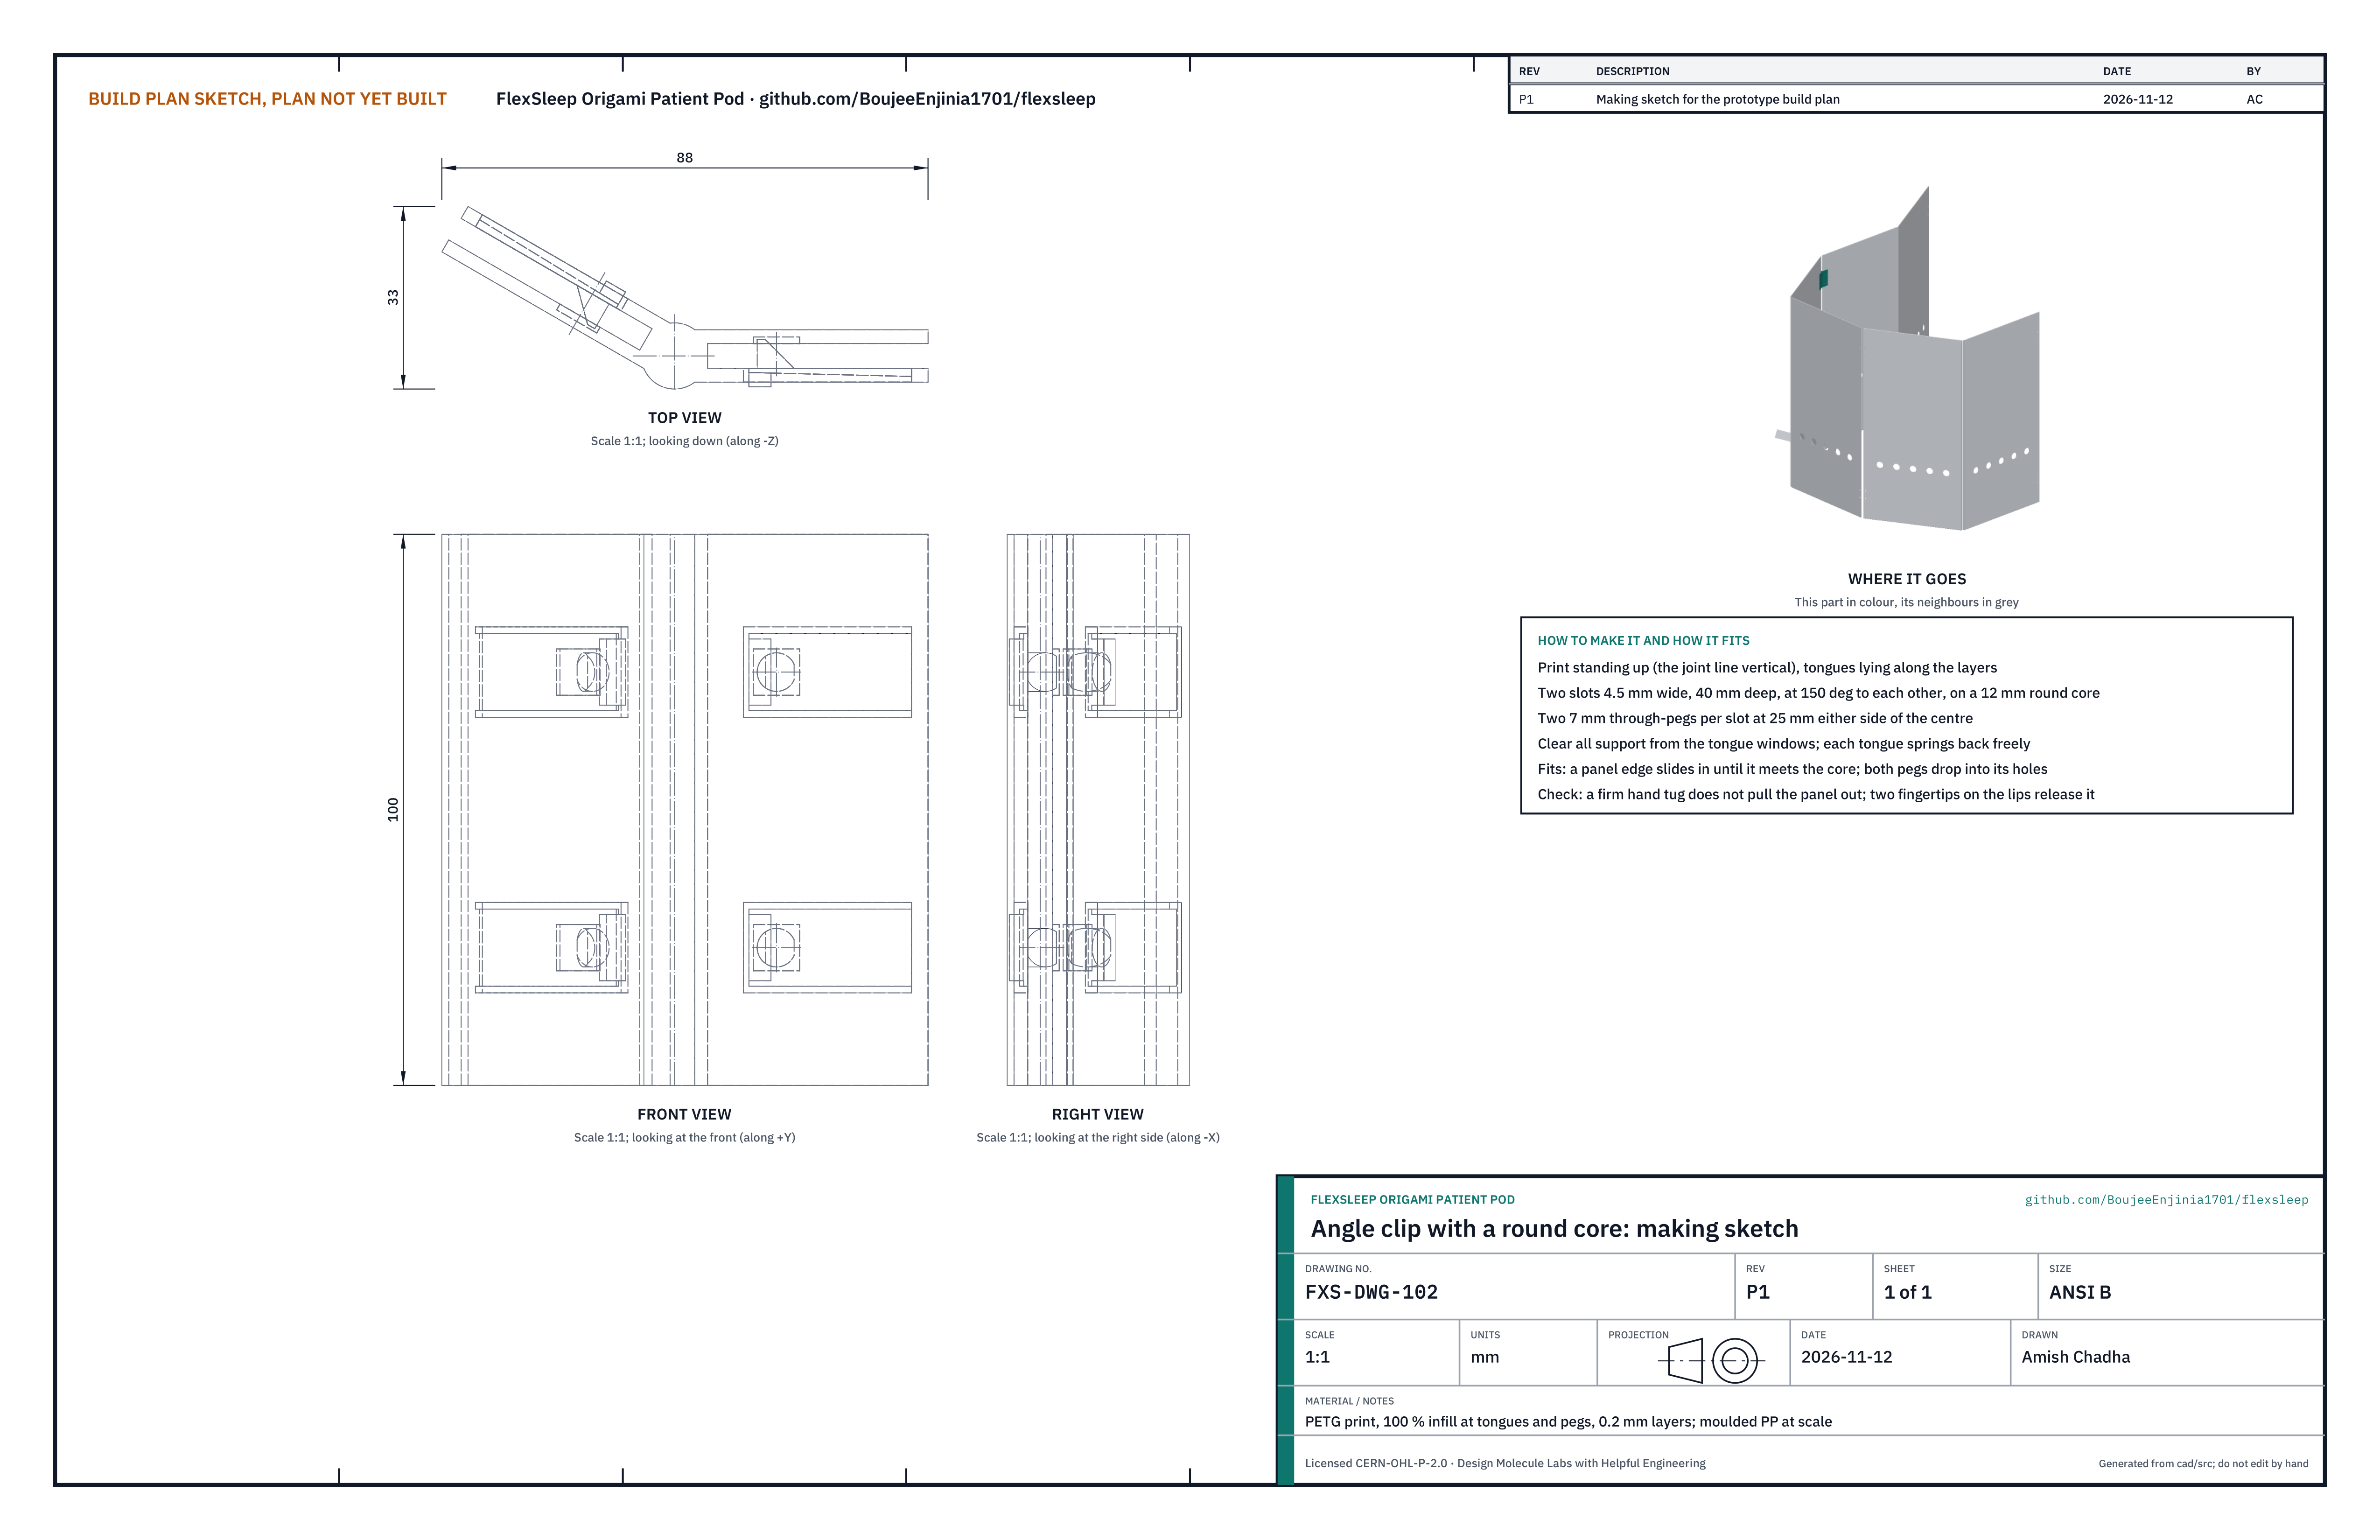 BUILD PLAN SKETCH, PLAN NOT YET BUILT
FlexSleep Origami Patient Pod · github.com/BoujeeEnjinia1701/flexsleep
REV DESCRIPTION DATE BY
P1 Making sketch for the prototype build plan 2026-11-12 AC
88
33
TOP VIEW
Scale 1:1; looking down (along -Z)
100
FRONT VIEW
Scale 1:1; looking at the front (along +Y)
RIGHT VIEW
Scale 1:1; looking at the right side (along -X)
WHERE IT GOES
This part in colour, its neighbours in grey
HOW TO MAKE IT AND HOW IT FITS
Print standing up (the joint line vertical), tongues lying along the layers
Two slots 4.5 mm wide, 40 mm deep, at 150 deg to each other, on a 12 mm round core
Two 7 mm through-pegs per slot at 25 mm either side of the centre
Clear all support from the tongue windows; each tongue springs back freely
Fits: a panel edge slides in until it meets the core; both pegs drop into its holes
Check: a firm hand tug does not pull the panel out; two fingertips on the lips release it
FLEXSLEEP ORIGAMI PATIENT POD
github.com/BoujeeEnjinia1701/flexsleep
Angle clip with a round core: making sketch
DRAWING NO. REV SHEET SIZE
FXS-DWG-102 P1 1 of 1 ANSI B
SCALE UNITS PROJECTION DATE DRAWN
1:1 mm 2026-11-12 Amish Chadha
MATERIAL / NOTES
PETG print, 100 % infill at tongues and pegs, 0.2 mm layers; moulded PP at scale
Licensed CERN-OHL-P-2.0 · Design Molecule Labs with Helpful Engineering
Generated from cad/src; do not edit by hand